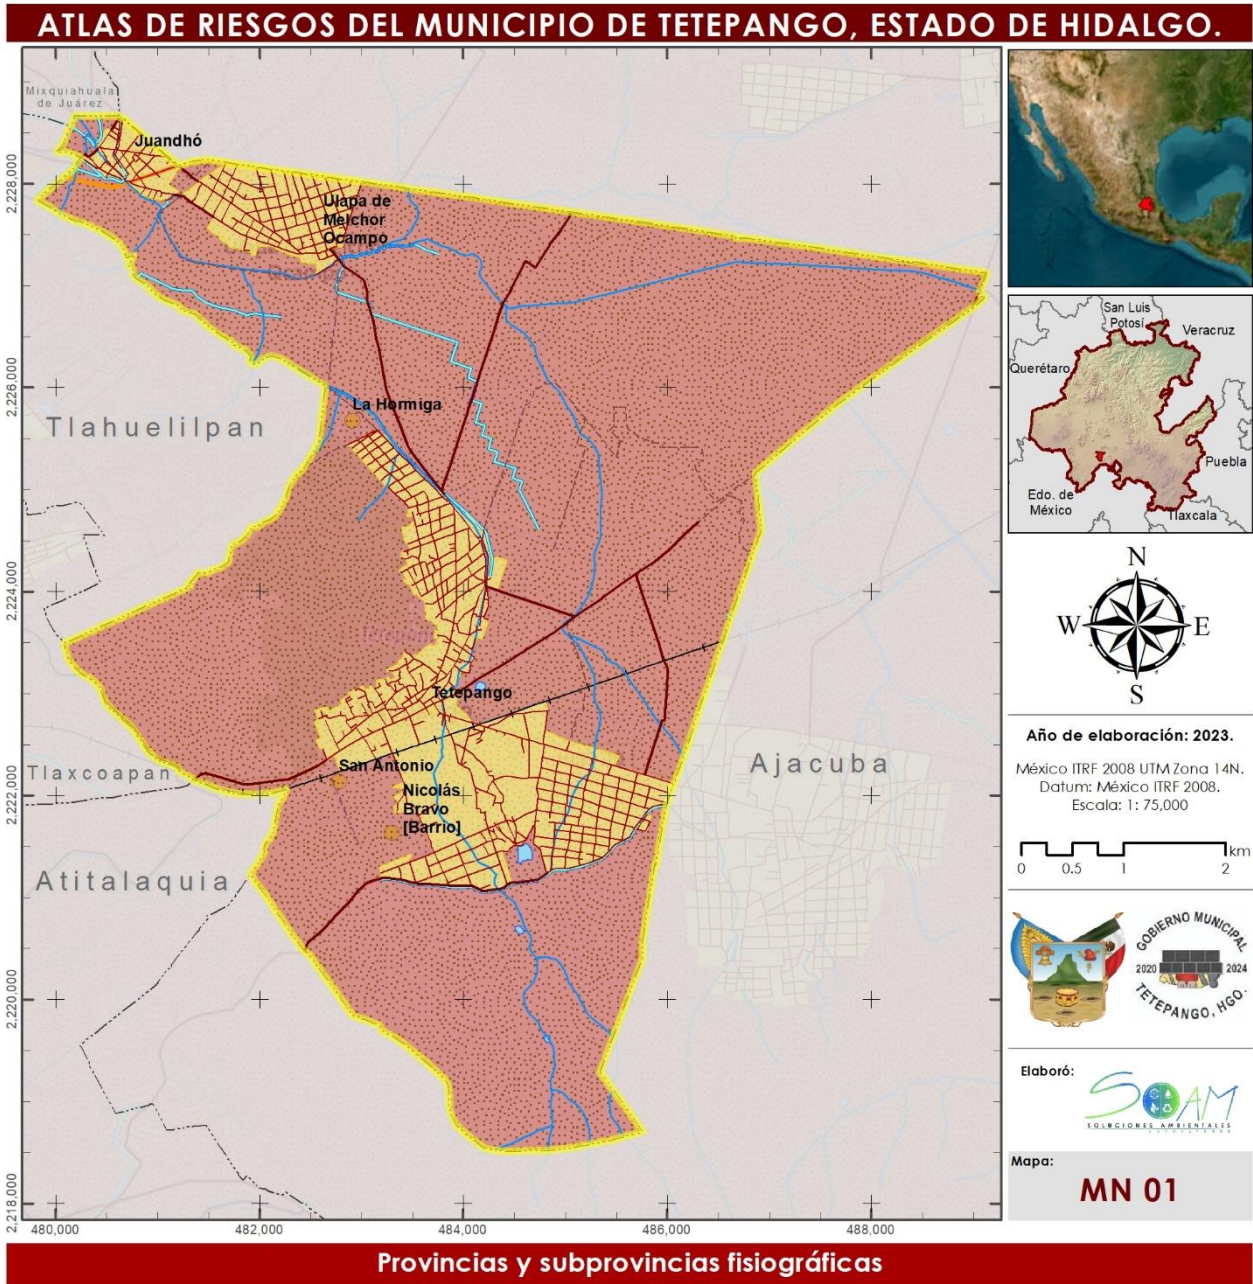 ATLAS DE RIESGOS DEL MUNICIPIO DE TETEPANGO, ESTADO DE HIDALGO.
Mixquiahuala
de Juárez
Juandhó
Ulapa de
Melchor
Ocampo
La Hormiga
Tlahuelilpan
Tetepango
San Antonio
Nicolás
Bravo
[Barrio]
Tlaxcoapan
Atitalaquia
Ajacuba
2,228,000
2,226,000
2,224,000
2,222,000
2,220,000
2,218,000
480,000
482,000
484,000
486,000
488,000
San Luis
Potosí
Veracruz
Querétaro
Puebla
Edo. de
México
Tlaxcala
N
W
E
S
Año de elaboración: 2023.
México ITRF 2008 UTM Zona 14N.
Datum: México ITRF 2008.
Escala: 1: 75,000
km
0 0.5 1 2
GOBIERNO MUNICIPAL
2020 2024
TETEPANGO, HGO.
Elaboró:
SOAM
SOLUCIONES AMBIENTALES
Mapa:
MN 01
Provincias y subprovincias fisiográficas